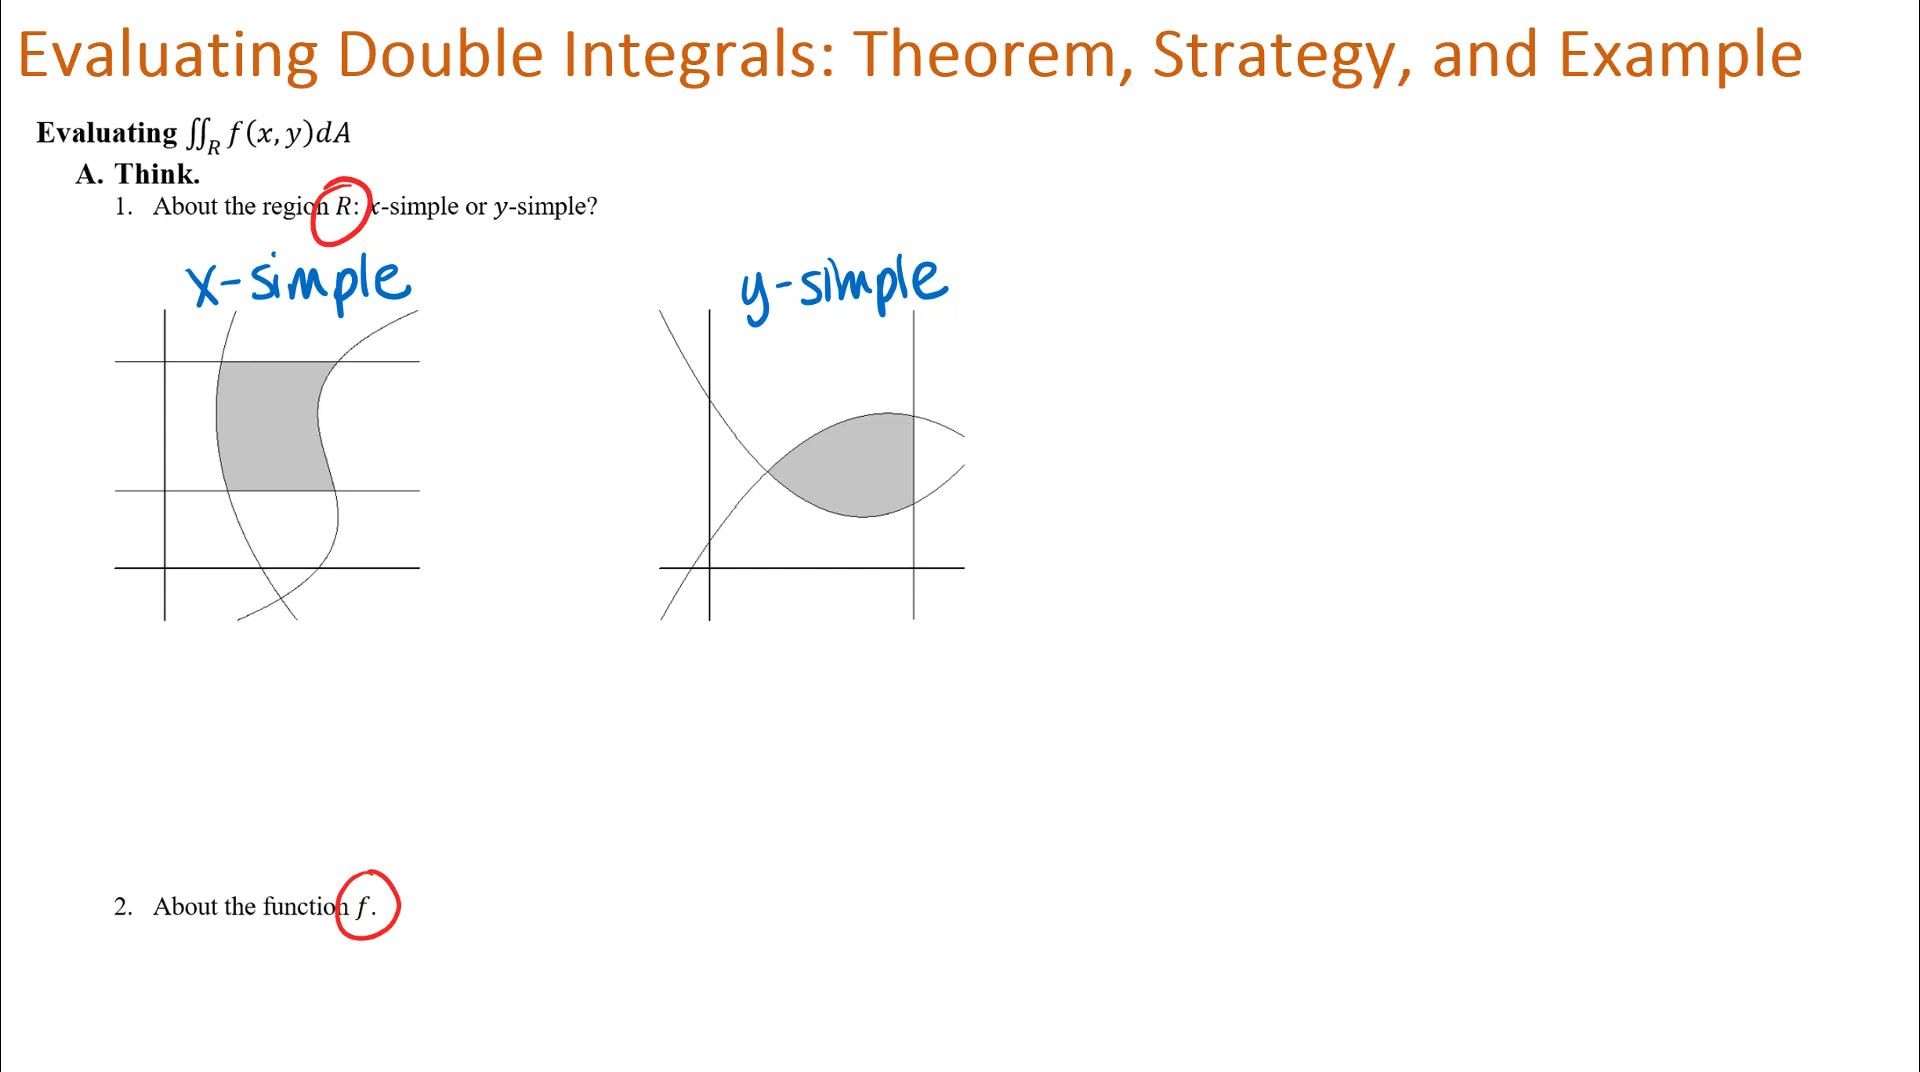 Evaluating Double Integrals: Theorem, Strategy, and Example
Evaluating ∬_R f(x, y)dA
A. Think.
1. About the region R: x-simple or y-simple?
x-simple
y-simple
2. About the function f.